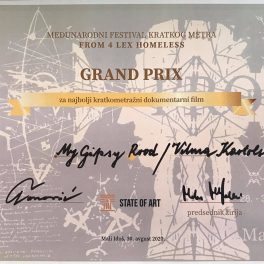 MEĐUNARODNI FESTIVAL KRATKOG METRA
FROM 4 LEX HOMELESS
GRAND PRIX
za najbolji kratkometražni dokumentarni film
My Gipsy Road / Vilma
STATE OF ART
predsednik žirija
Mali Iđoš, 30. avgust 2020.